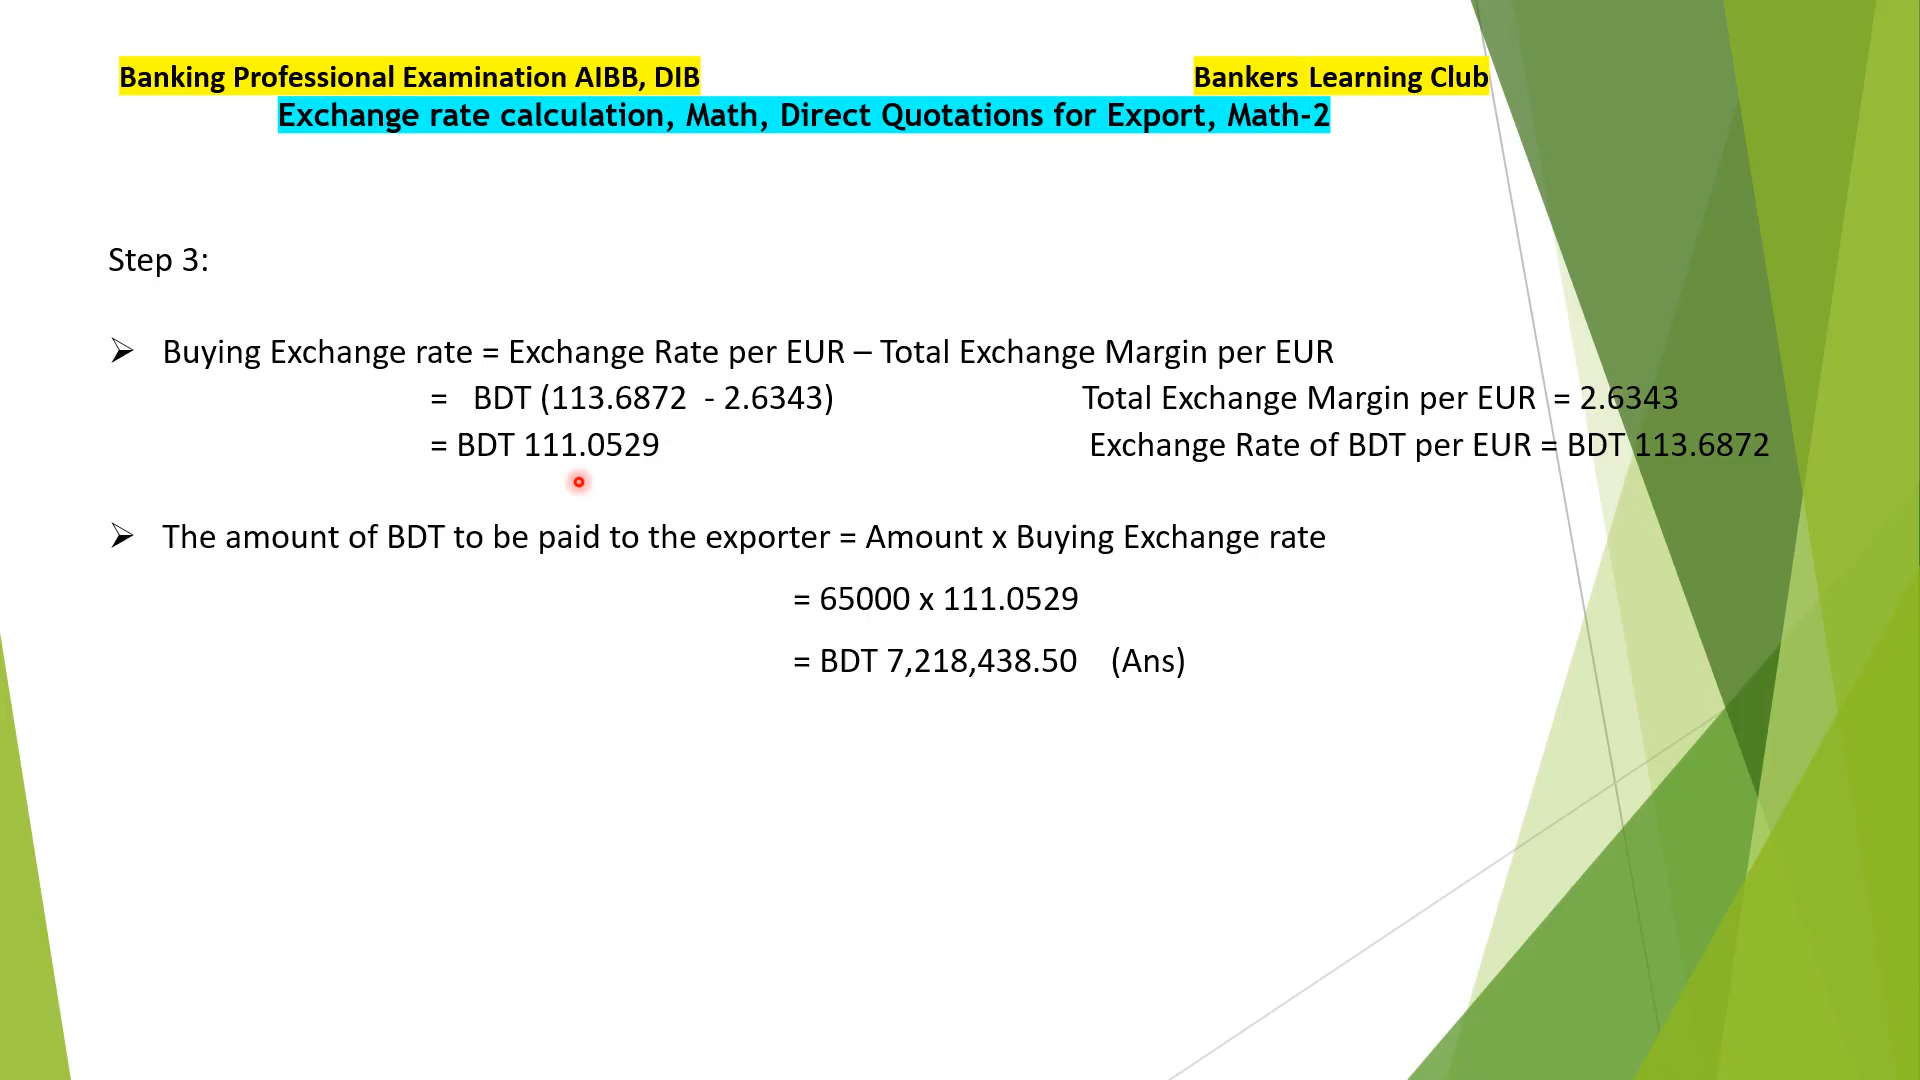 Banking Professional Examination AIBB, DIB Bankers Learning Club
Exchange rate calculation, Math, Direct Quotations for Export, Math-2
Step 3:
➢ Buying Exchange rate = Exchange Rate per EUR – Total Exchange Margin per EUR
= BDT (113.6872 - 2.6343) Total Exchange Margin per EUR = 2.6343
= BDT 111.0529 Exchange Rate of BDT per EUR = BDT 113.6872
➢ The amount of BDT to be paid to the exporter = Amount x Buying Exchange rate
= 65000 x 111.0529
= BDT 7,218,438.50 (Ans)